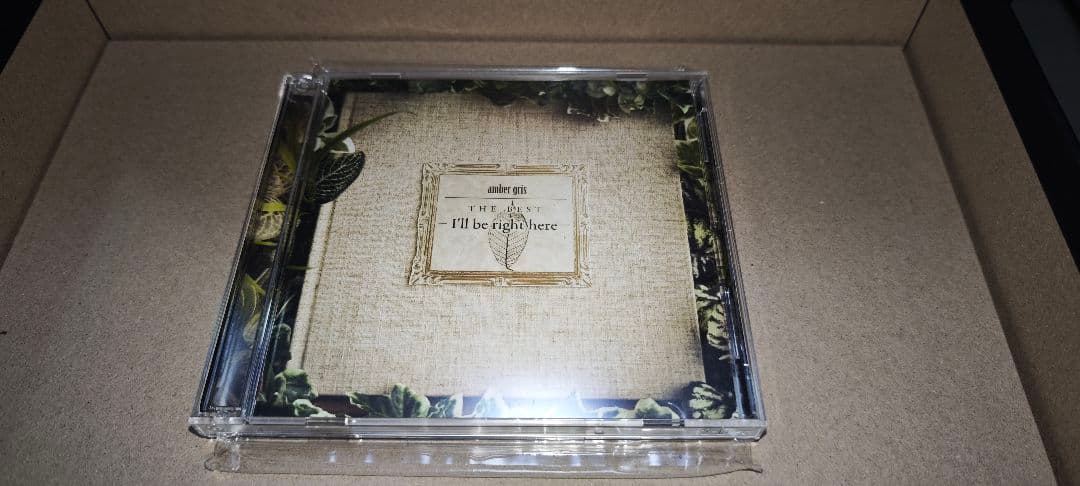 amber gris
THE BEST
– I'll be right here